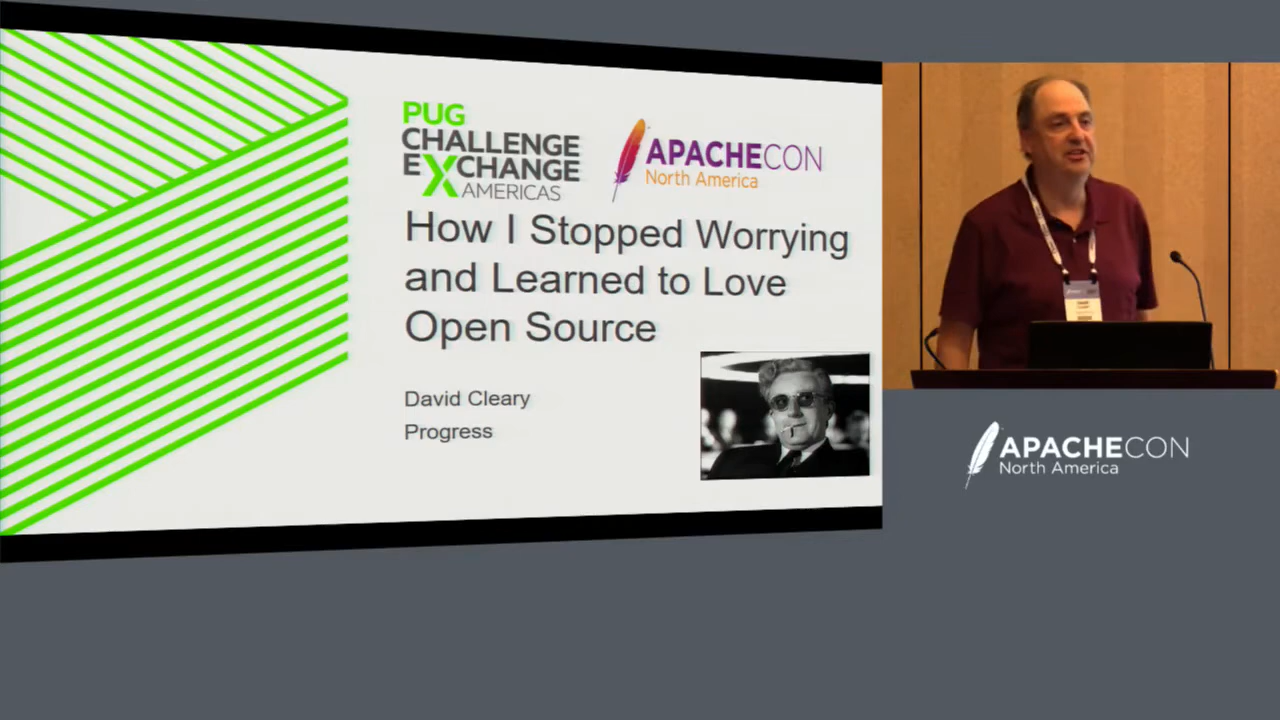 PUG
CHALLENGE
EXCHANGE
AMERICAS
APACHECON
North America
How I Stopped Worrying
and Learned to Love
Open Source
David Cleary
Progress
APACHECON
North America